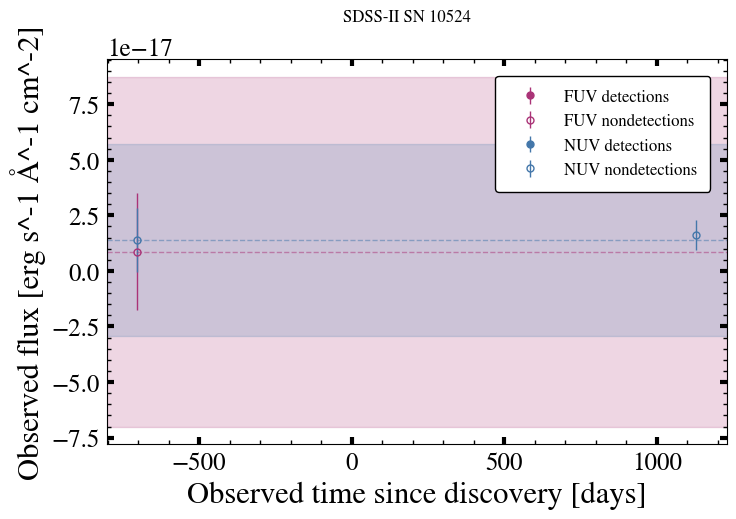 SDSS-II SN 10524
1e−17
Observed flux [erg s^-1 Å^-1 cm^-2]
7.5
5.0
2.5
0.0
−2.5
−5.0
−7.5
FUV detections
FUV nondetections
NUV detections
NUV nondetections
−500
0
500
1000
Observed time since discovery [days]